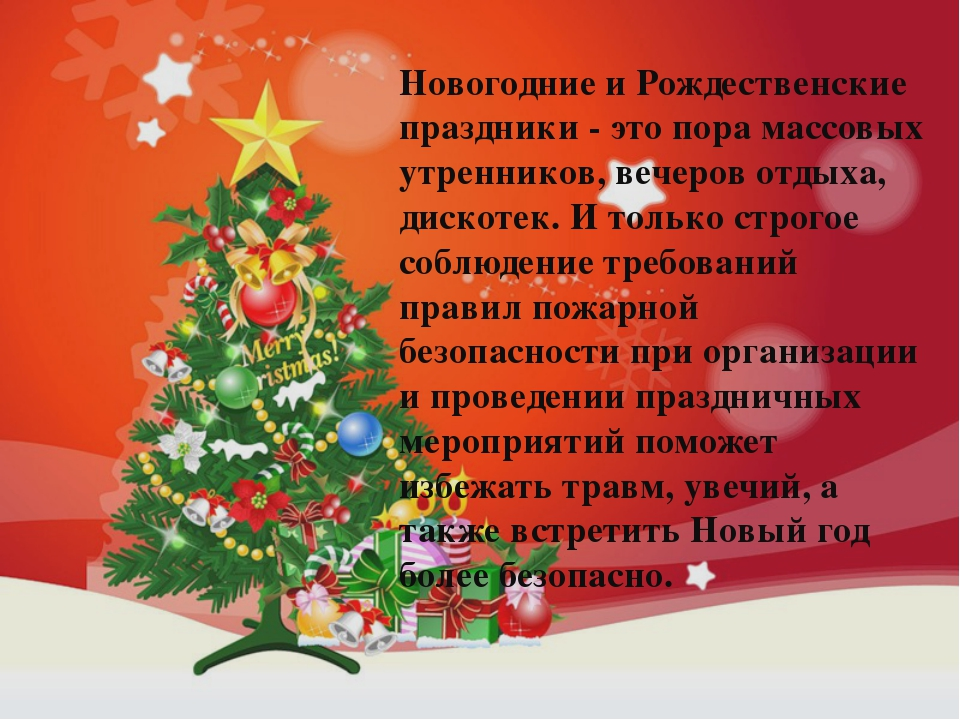 Новогодние и Рождественские
праздники - это пора массовых
утренников, вечеров отдыха,
дискотек. И только строгое
соблюдение требований
правил пожарной
безопасности при организации
и проведении праздничных
мероприятий поможет
избежать травм, увечий, а
также встретить Новый год
более безопасно.
Merry
ristmas!